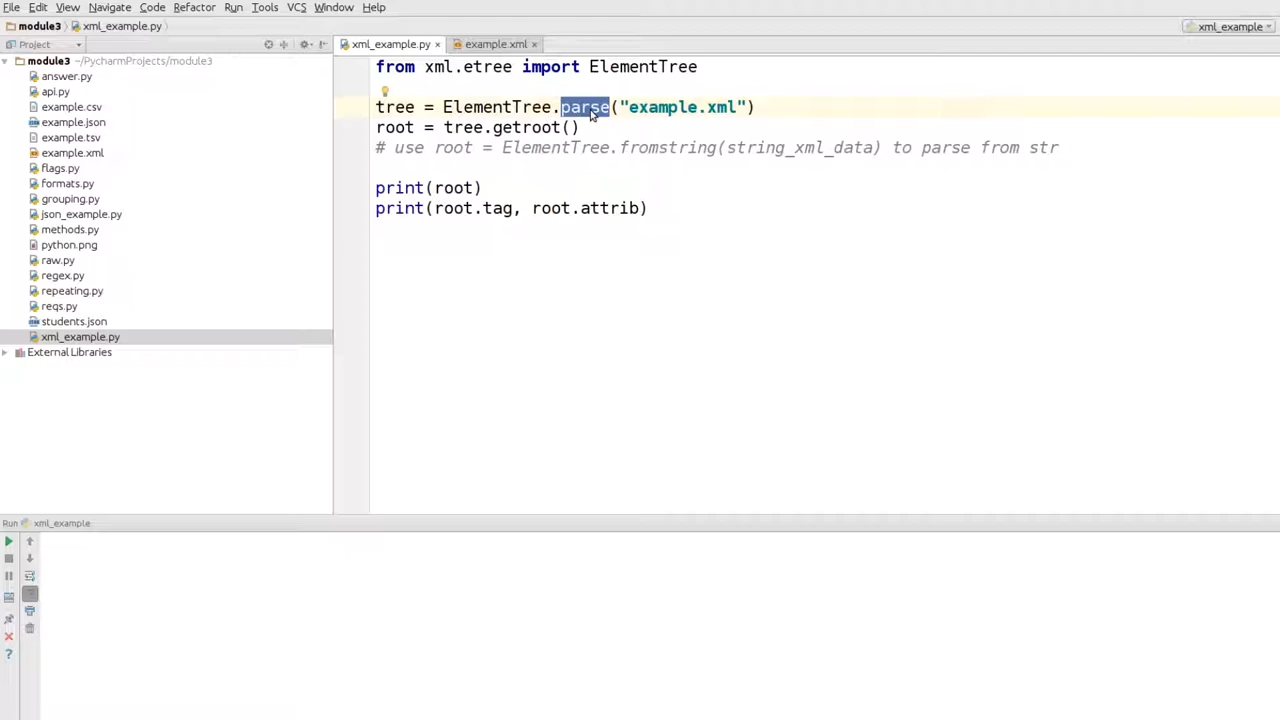 File Edit View Navigate Code Refactor Run Tools VCS Window Help
module3 xml_example.py xml_example
Project xml_example.py example.xml
module3 ~/PycharmProjects/module3
answer.py
api.py
example.csv
example.json
example.tsv
example.xml
flags.py
formats.py
grouping.py
json_example.py
methods.py
python.png
raw.py
regex.py
repeating.py
reqs.py
students.json
xml_example.py
External Libraries
from xml.etree import ElementTree
tree = ElementTree.parse("example.xml")
root = tree.getroot()
# use root = ElementTree.fromstring(string_xml_data) to parse from str
print(root)
print(root.tag, root.attrib)
Run xml_example